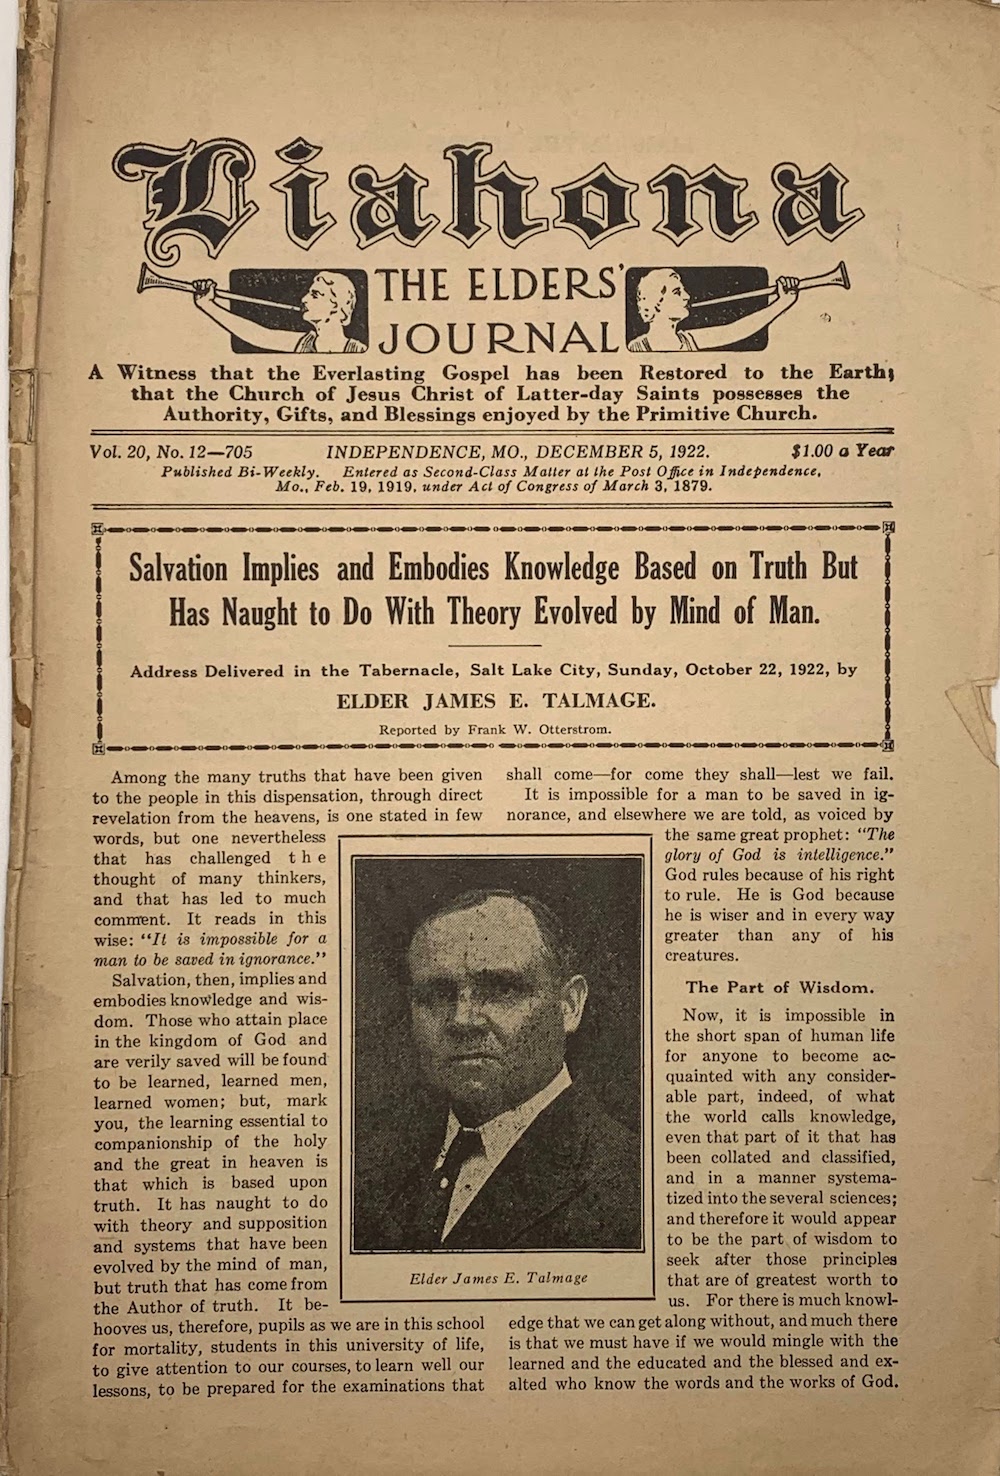 Liahona
THE ELDERS'
JOURNAL
A Witness that the Everlasting Gospel has been Restored to the Earth;
that the Church of Jesus Christ of Latter-day Saints possesses the
Authority, Gifts, and Blessings enjoyed by the Primitive Church.
Vol. 20, No. 12—705 INDEPENDENCE, MO., DECEMBER 5, 1922. $1.00 a Year
Published Bi-Weekly. Entered as Second-Class Matter at the Post Office in Independence,
Mo., Feb. 19, 1919, under Act of Congress of March 3, 1879.
Salvation Implies and Embodies Knowledge Based on Truth But
Has Naught to Do With Theory Evolved by Mind of Man.
Address Delivered in the Tabernacle, Salt Lake City, Sunday, October 22, 1922, by
ELDER JAMES E. TALMAGE.
Reported by Frank W. Otterstrom.
Among the many truths that have been given
to the people in this dispensation, through direct
revelation from the heavens, is one stated in few
words, but one nevertheless
that has challenged the
thought of many thinkers,
and that has led to much
comment. It reads in this
wise: "It is impossible for a
man to be saved in ignorance."
Salvation, then, implies and
embodies knowledge and wis-
dom. Those who attain place
in the kingdom of God and
are verily saved will be found
to be learned, learned men,
learned women; but, mark
you, the learning essential to
companionship of the holy
and the great in heaven is
that which is based upon
truth. It has naught to do
with theory and supposition
and systems that have been
evolved by the mind of man,
but truth that has come from
the Author of truth. It be-
hooves us, therefore, pupils as we are in this school
for mortality, students in this university of life,
to give attention to our courses, to learn well our
lessons, to be prepared for the examinations that
Elder James E. Talmage
shall come—for come they shall—lest we fail.
It is impossible for a man to be saved in ig-
norance, and elsewhere we are told, as voiced by
the same great prophet: "The
glory of God is intelligence."
God rules because of his right
to rule. He is God because
he is wiser and in every way
greater than any of his
creatures.
The Part of Wisdom.
Now, it is impossible in
the short span of human life
for anyone to become ac-
quainted with any consider-
able part, indeed, of what
the world calls knowledge,
even that part of it that has
been collated and classified,
and in a manner systema-
tized into the several sciences;
and therefore it would appear
to be the part of wisdom to
seek after those principles
that are of greatest worth to
us. For there is much knowl-
edge that we can get along without, and much there
is that we must have if we would mingle with the
learned and the educated and the blessed and ex-
alted who know the words and the works of God.